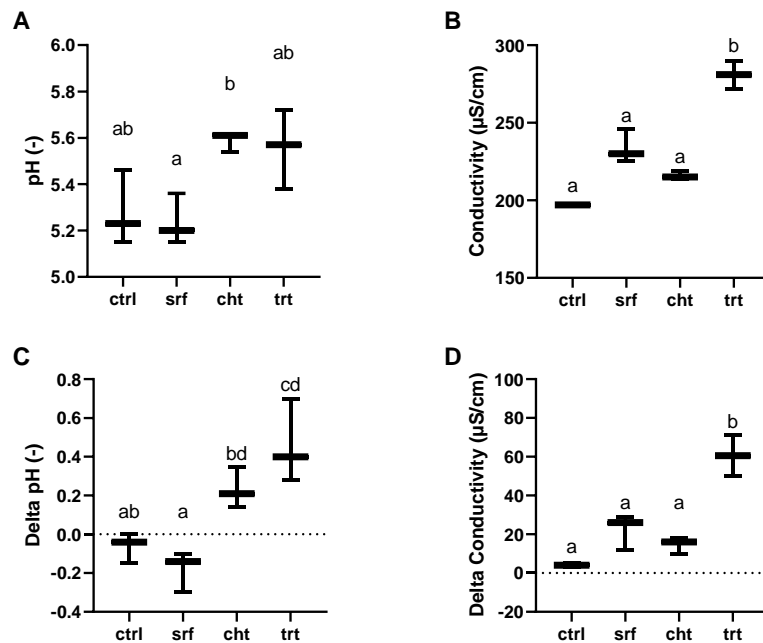 A
pH (-)
6.0
5.8
5.6
5.4
5.2
5.0
ab
a
b
ab
ctrl srf cht trt
B
Conductivity (µS/cm)
300
250
200
150
a
a
a
b
ctrl srf cht trt
C
Delta pH (-)
0.8
0.6
0.4
0.2
0.0
-0.2
-0.4
ab
a
bd
cd
ctrl srf cht trt
D
Delta Conductivity (µS/cm)
100
80
60
40
20
0
-20
a
a
a
b
ctrl srf cht trt